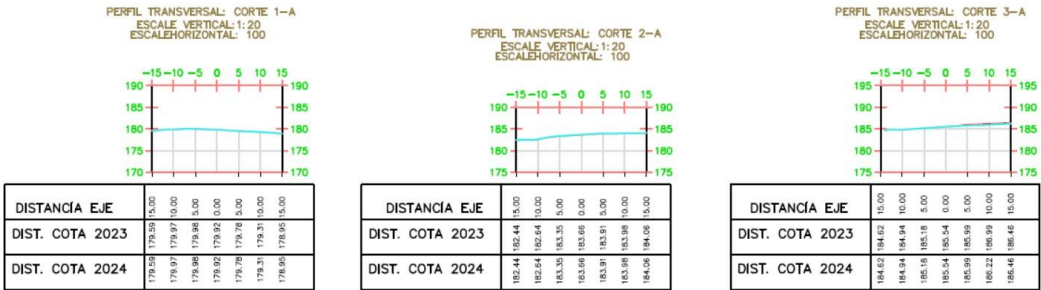 PERFIL TRANSVERSAL: CORTE 1-A
ESCALE VERTICAL: 1: 20
ESCALEHORIZONTAL: 100
-15 -10 -5 0 5 10 15
190 190
185 185
180 180
175 175
170 170
DISTANCÍA EJE 15.00 10.00 5.00 0.00 5.00 10.00 15.00
DIST. COTA 2023 179.59 179.97 179.98 179.92 179.78 179.31 178.95
DIST. COTA 2024 179.59 179.97 179.98 179.92 179.78 179.31 178.95
PERFIL TRANSVERSAL: CORTE 2-A
ESCALE VERTICAL: 1: 20
ESCALEHORIZONTAL: 100
-15 -10 -5 0 5 10 15
190 190
185 185
180 180
175 175
DISTANCÍA EJE 15.00 10.00 5.00 0.00 5.00 10.00 15.00
DIST. COTA 2023 182.44 182.64 183.35 183.66 183.91 183.98 184.06
DIST. COTA 2024 182.44 182.64 183.35 183.66 183.91 183.98 184.06
PERFIL TRANSVERSAL: CORTE 3-A
ESCALE VERTICAL: 1: 20
ESCALEHORIZONTAL: 100
-15 -10 -5 0 5 10 15
195 195
190 190
185 185
180 180
175 175
DISTANCÍA EJE 15.00 10.00 5.00 0.00 5.00 10.00 15.00
DIST. COTA 2023 184.62 184.94 185.18 185.54 185.99 186.99 186.46
DIST. COTA 2024 184.62 184.94 185.18 185.54 185.99 186.22 186.46